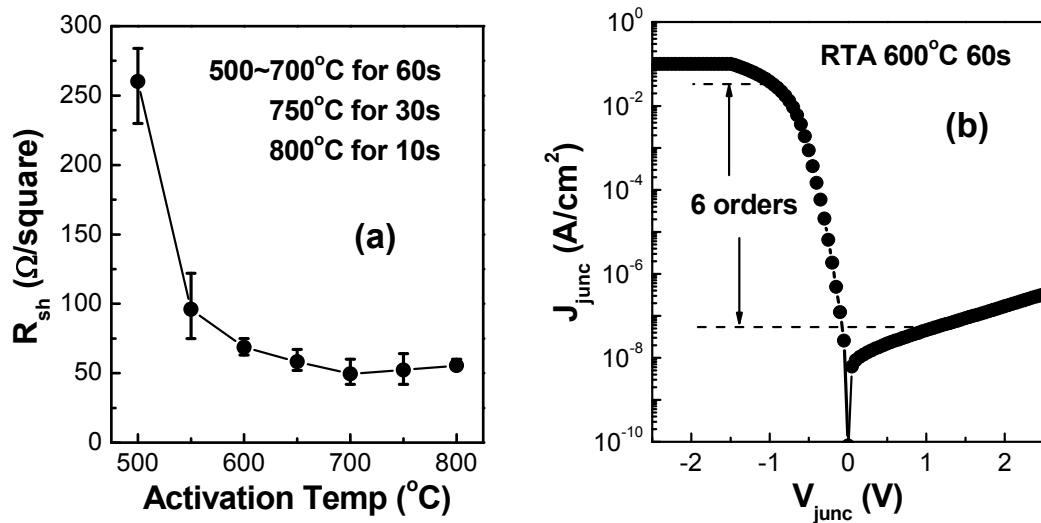 300
250
200
150
100
50
0
R_sh (Ω/square)
500~700°C for 60s
750°C for 30s
800°C for 10s
(a)
500
600
700
800
Activation Temp (°C)
10^0
10^-2
10^-4
10^-6
10^-8
10^-10
J_junc (A/cm^2)
RTA 600°C 60s
(b)
6 orders
-2
-1
0
1
2
V_junc (V)